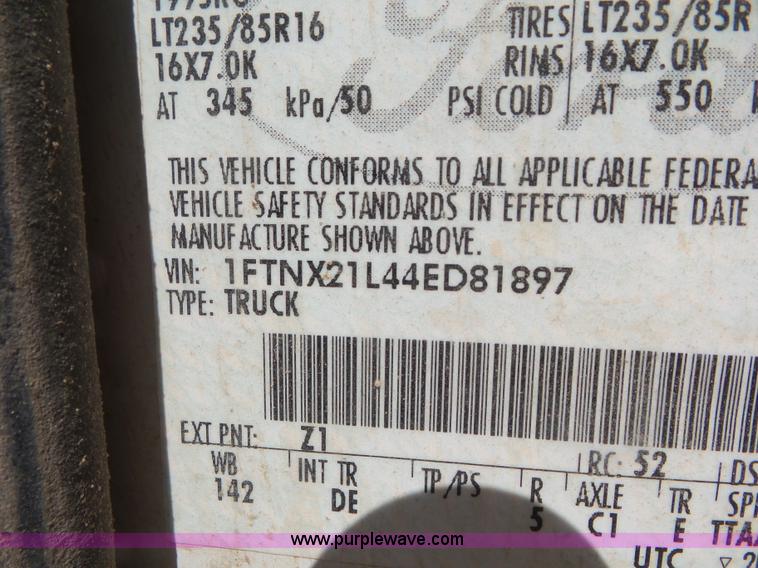 LT235/85R16 TIRES LT235/85R
16X7.0K RIMS 16X7.0K
AT 345 kPa/50 PSI COLD AT 550
THIS VEHICLE CONFORMS TO ALL APPLICABLE FEDERA
VEHICLE SAFETY STANDARDS IN EFFECT ON THE DATE
MANUFACTURE SHOWN ABOVE.
VIN: 1FTNX21L44ED81897
TYPE: TRUCK
EXT PNT: Z1
RC: 52 DS
WB INT TR TP/PS R AXLE TR SPR
142 DE 5 C1 E TTAA
UTC
www.purplewave.com